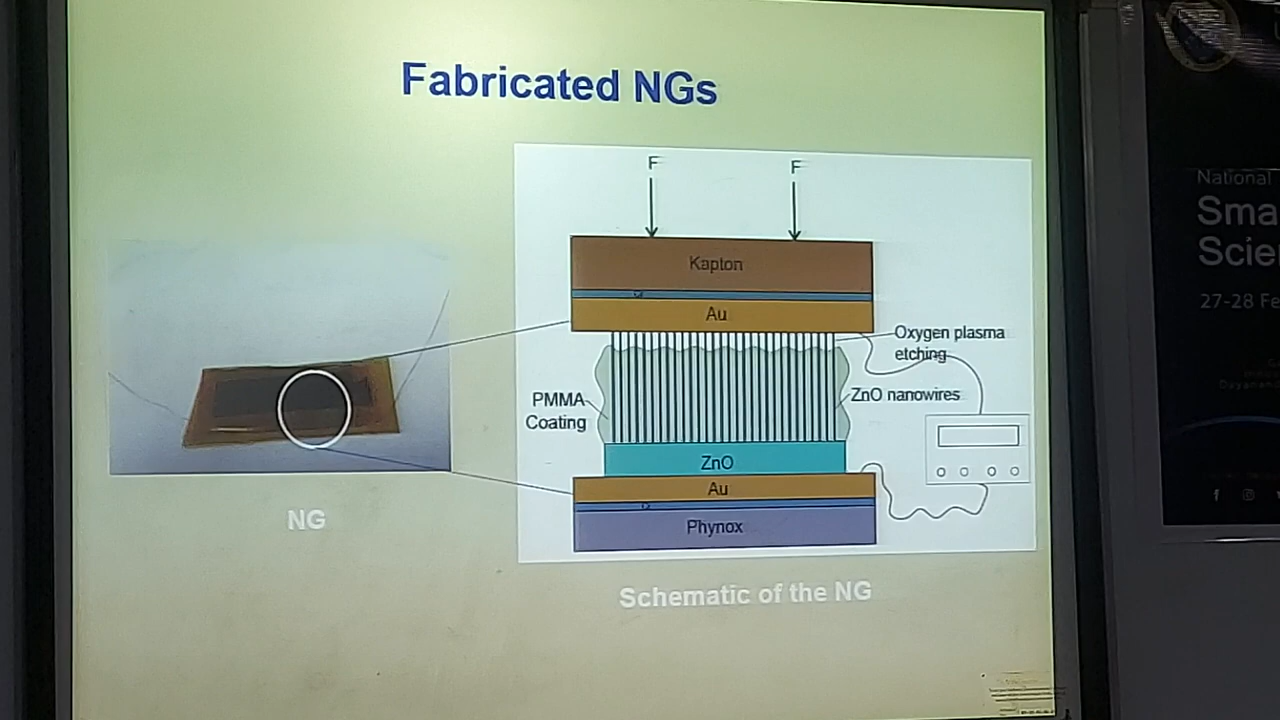 Fabricated NGs
F
F
Kapton
Au
Oxygen plasma
etching
PMMA
Coating
ZnO nanowires
ZnO
Au
Phynox
NG
Schematic of the NG
National
Sma
Scie
27-28 Fe